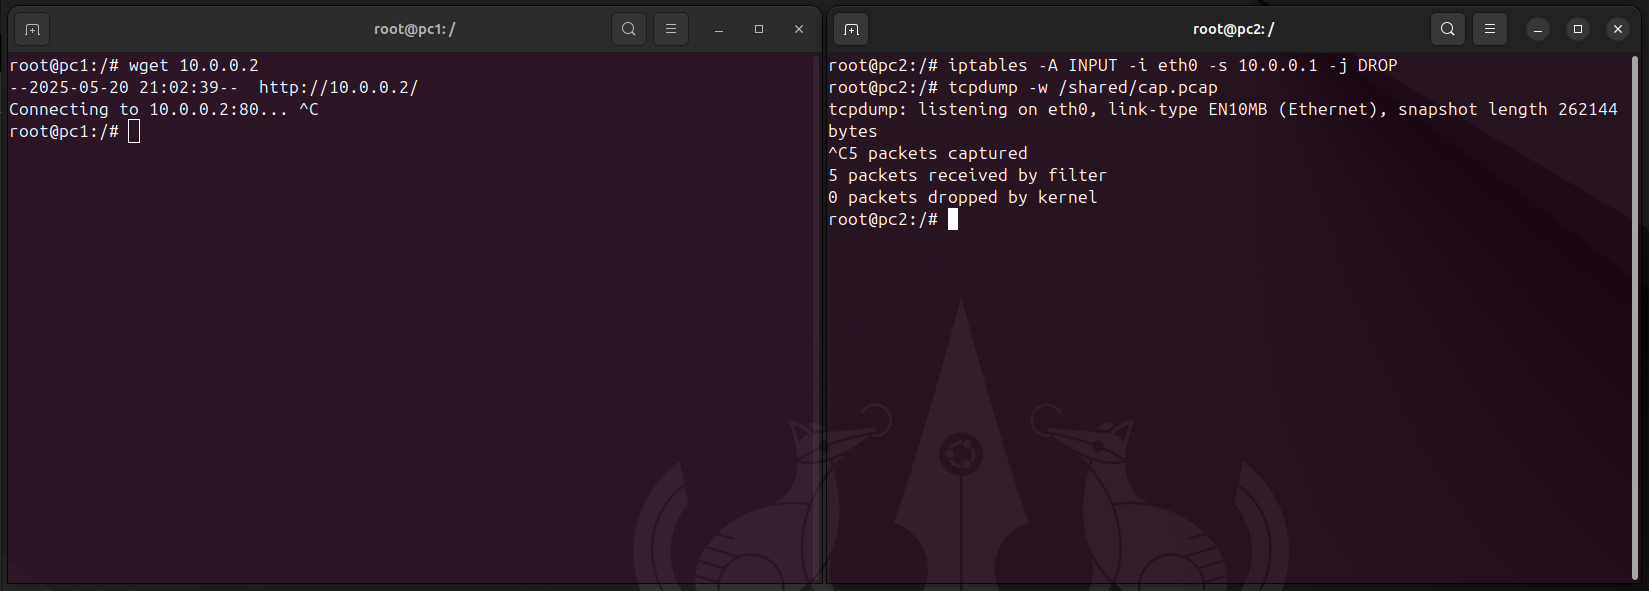 root@pc1: /
root@pc1:/# wget 10.0.0.2
--2025-05-20 21:02:39--  http://10.0.0.2/
Connecting to 10.0.0.2:80... ^C
root@pc1:/#
root@pc2: /
root@pc2:/# iptables -A INPUT -i eth0 -s 10.0.0.1 -j DROP
root@pc2:/# tcpdump -w /shared/cap.pcap
tcpdump: listening on eth0, link-type EN10MB (Ethernet), snapshot length 262144
bytes
^C5 packets captured
5 packets received by filter
0 packets dropped by kernel
root@pc2:/#